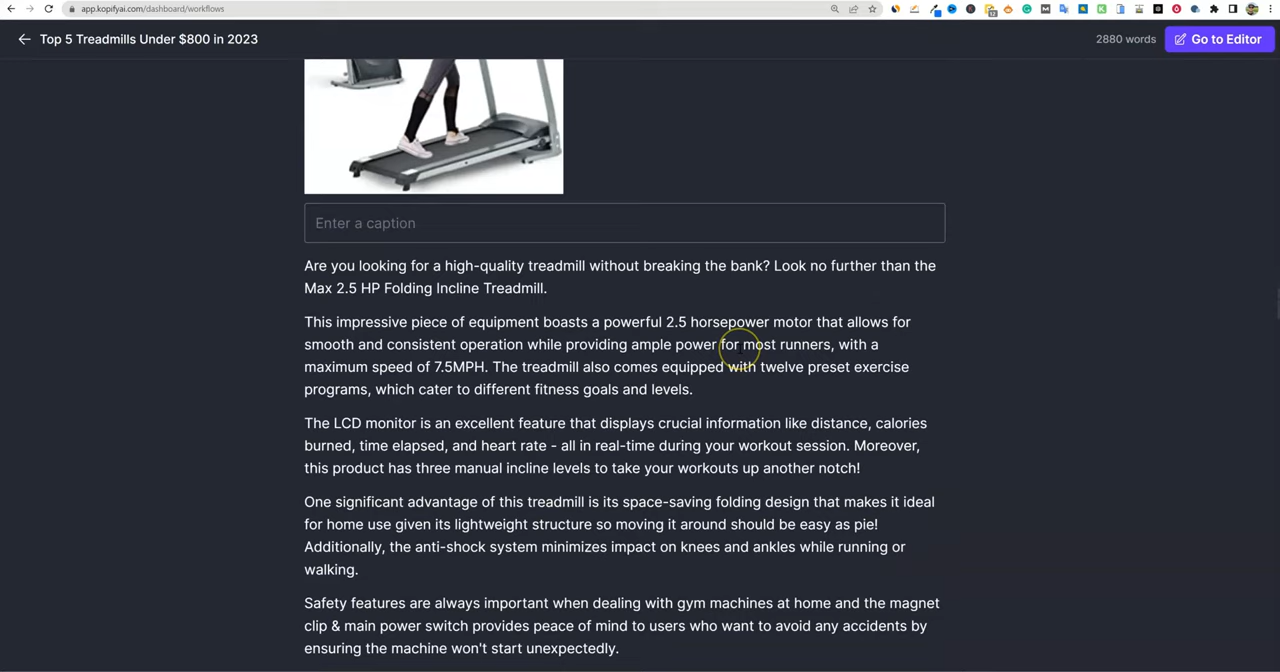 app.kopifyai.com/dashboard/workflows
12
Top 5 Treadmills Under $800 in 2023
2880 words
Go to Editor
Enter a caption
Are you looking for a high-quality treadmill without breaking the bank? Look no further than the
Max 2.5 HP Folding Incline Treadmill.
This impressive piece of equipment boasts a powerful 2.5 horsepower motor that allows for
smooth and consistent operation while providing ample power for most runners, with a
maximum speed of 7.5MPH. The treadmill also comes equipped with twelve preset exercise
programs, which cater to different fitness goals and levels.
The LCD monitor is an excellent feature that displays crucial information like distance, calories
burned, time elapsed, and heart rate - all in real-time during your workout session. Moreover,
this product has three manual incline levels to take your workouts up another notch!
One significant advantage of this treadmill is its space-saving folding design that makes it ideal
for home use given its lightweight structure so moving it around should be easy as pie!
Additionally, the anti-shock system minimizes impact on knees and ankles while running or
walking.
Safety features are always important when dealing with gym machines at home and the magnet
clip & main power switch provides peace of mind to users who want to avoid any accidents by
ensuring the machine won't start unexpectedly.